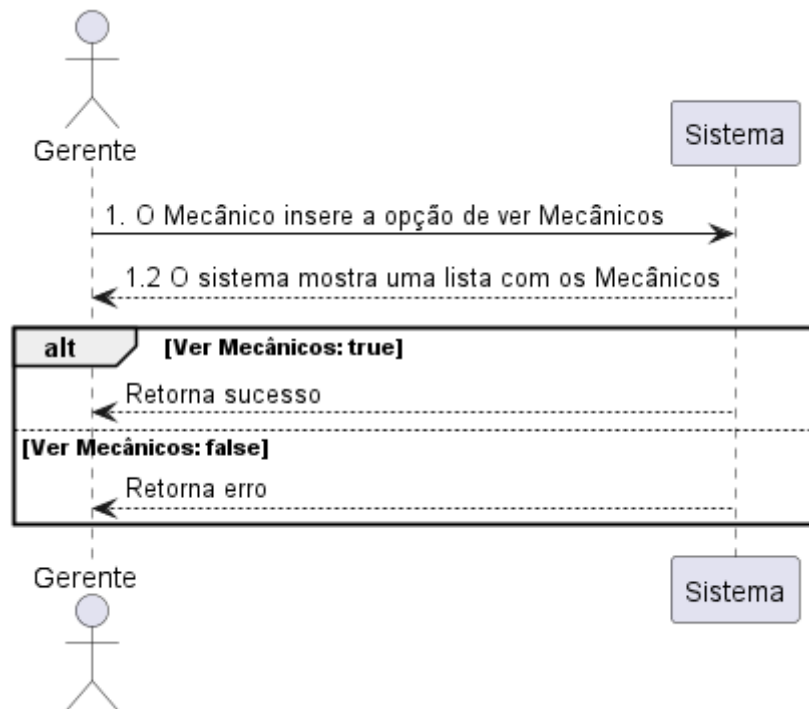 Gerente
Sistema
1. O Mecânico insere a opção de ver Mecânicos
1.2 O sistema mostra uma lista com os Mecânicos
alt [Ver Mecânicos: true]
Retorna sucesso
[Ver Mecânicos: false]
Retorna erro
Gerente
Sistema